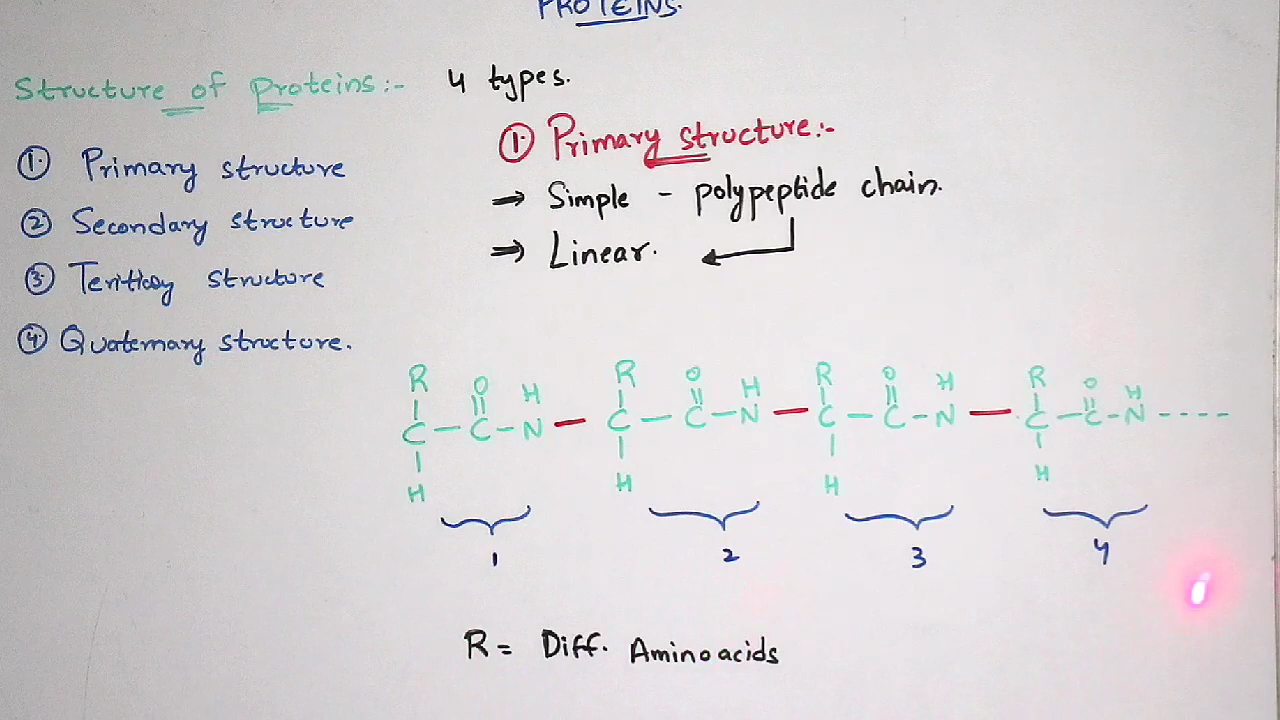 PROTEINS.
Structure of Proteins:- 4 types.
① Primary structure
② Secondary structure
③ Teritiay structure
④ Quaternary structure.
① Primary structure:-
→ Simple - polypeptide chain.
⇒ Linear.
R O H R O H R O H R O H
C - C - N - C - C - N - C - C - N - C - C - N ----
H H H H
1 2 3 4
R = Diff. Aminoacids